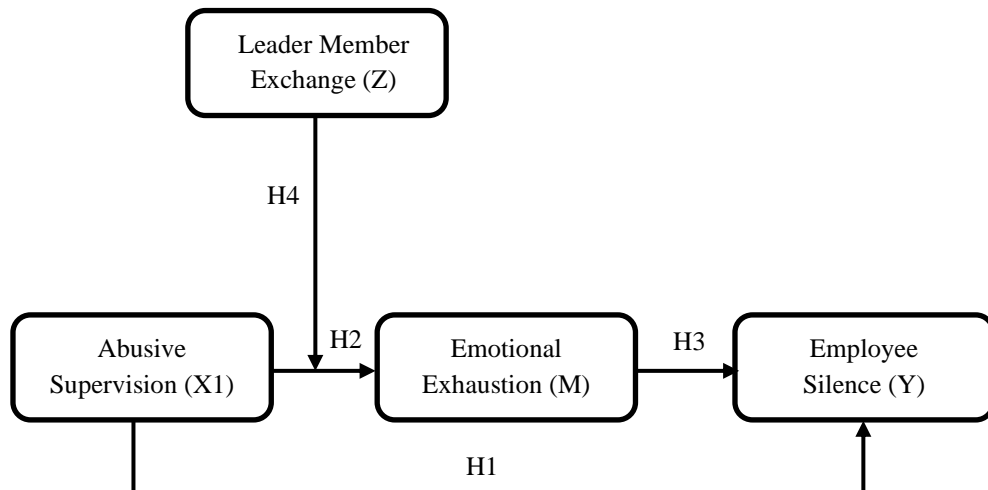 Leader Member
Exchange (Z)
H4
H2
H3
Abusive
Supervision (X1)
Emotional
Exhaustion (M)
Employee
Silence (Y)
H1